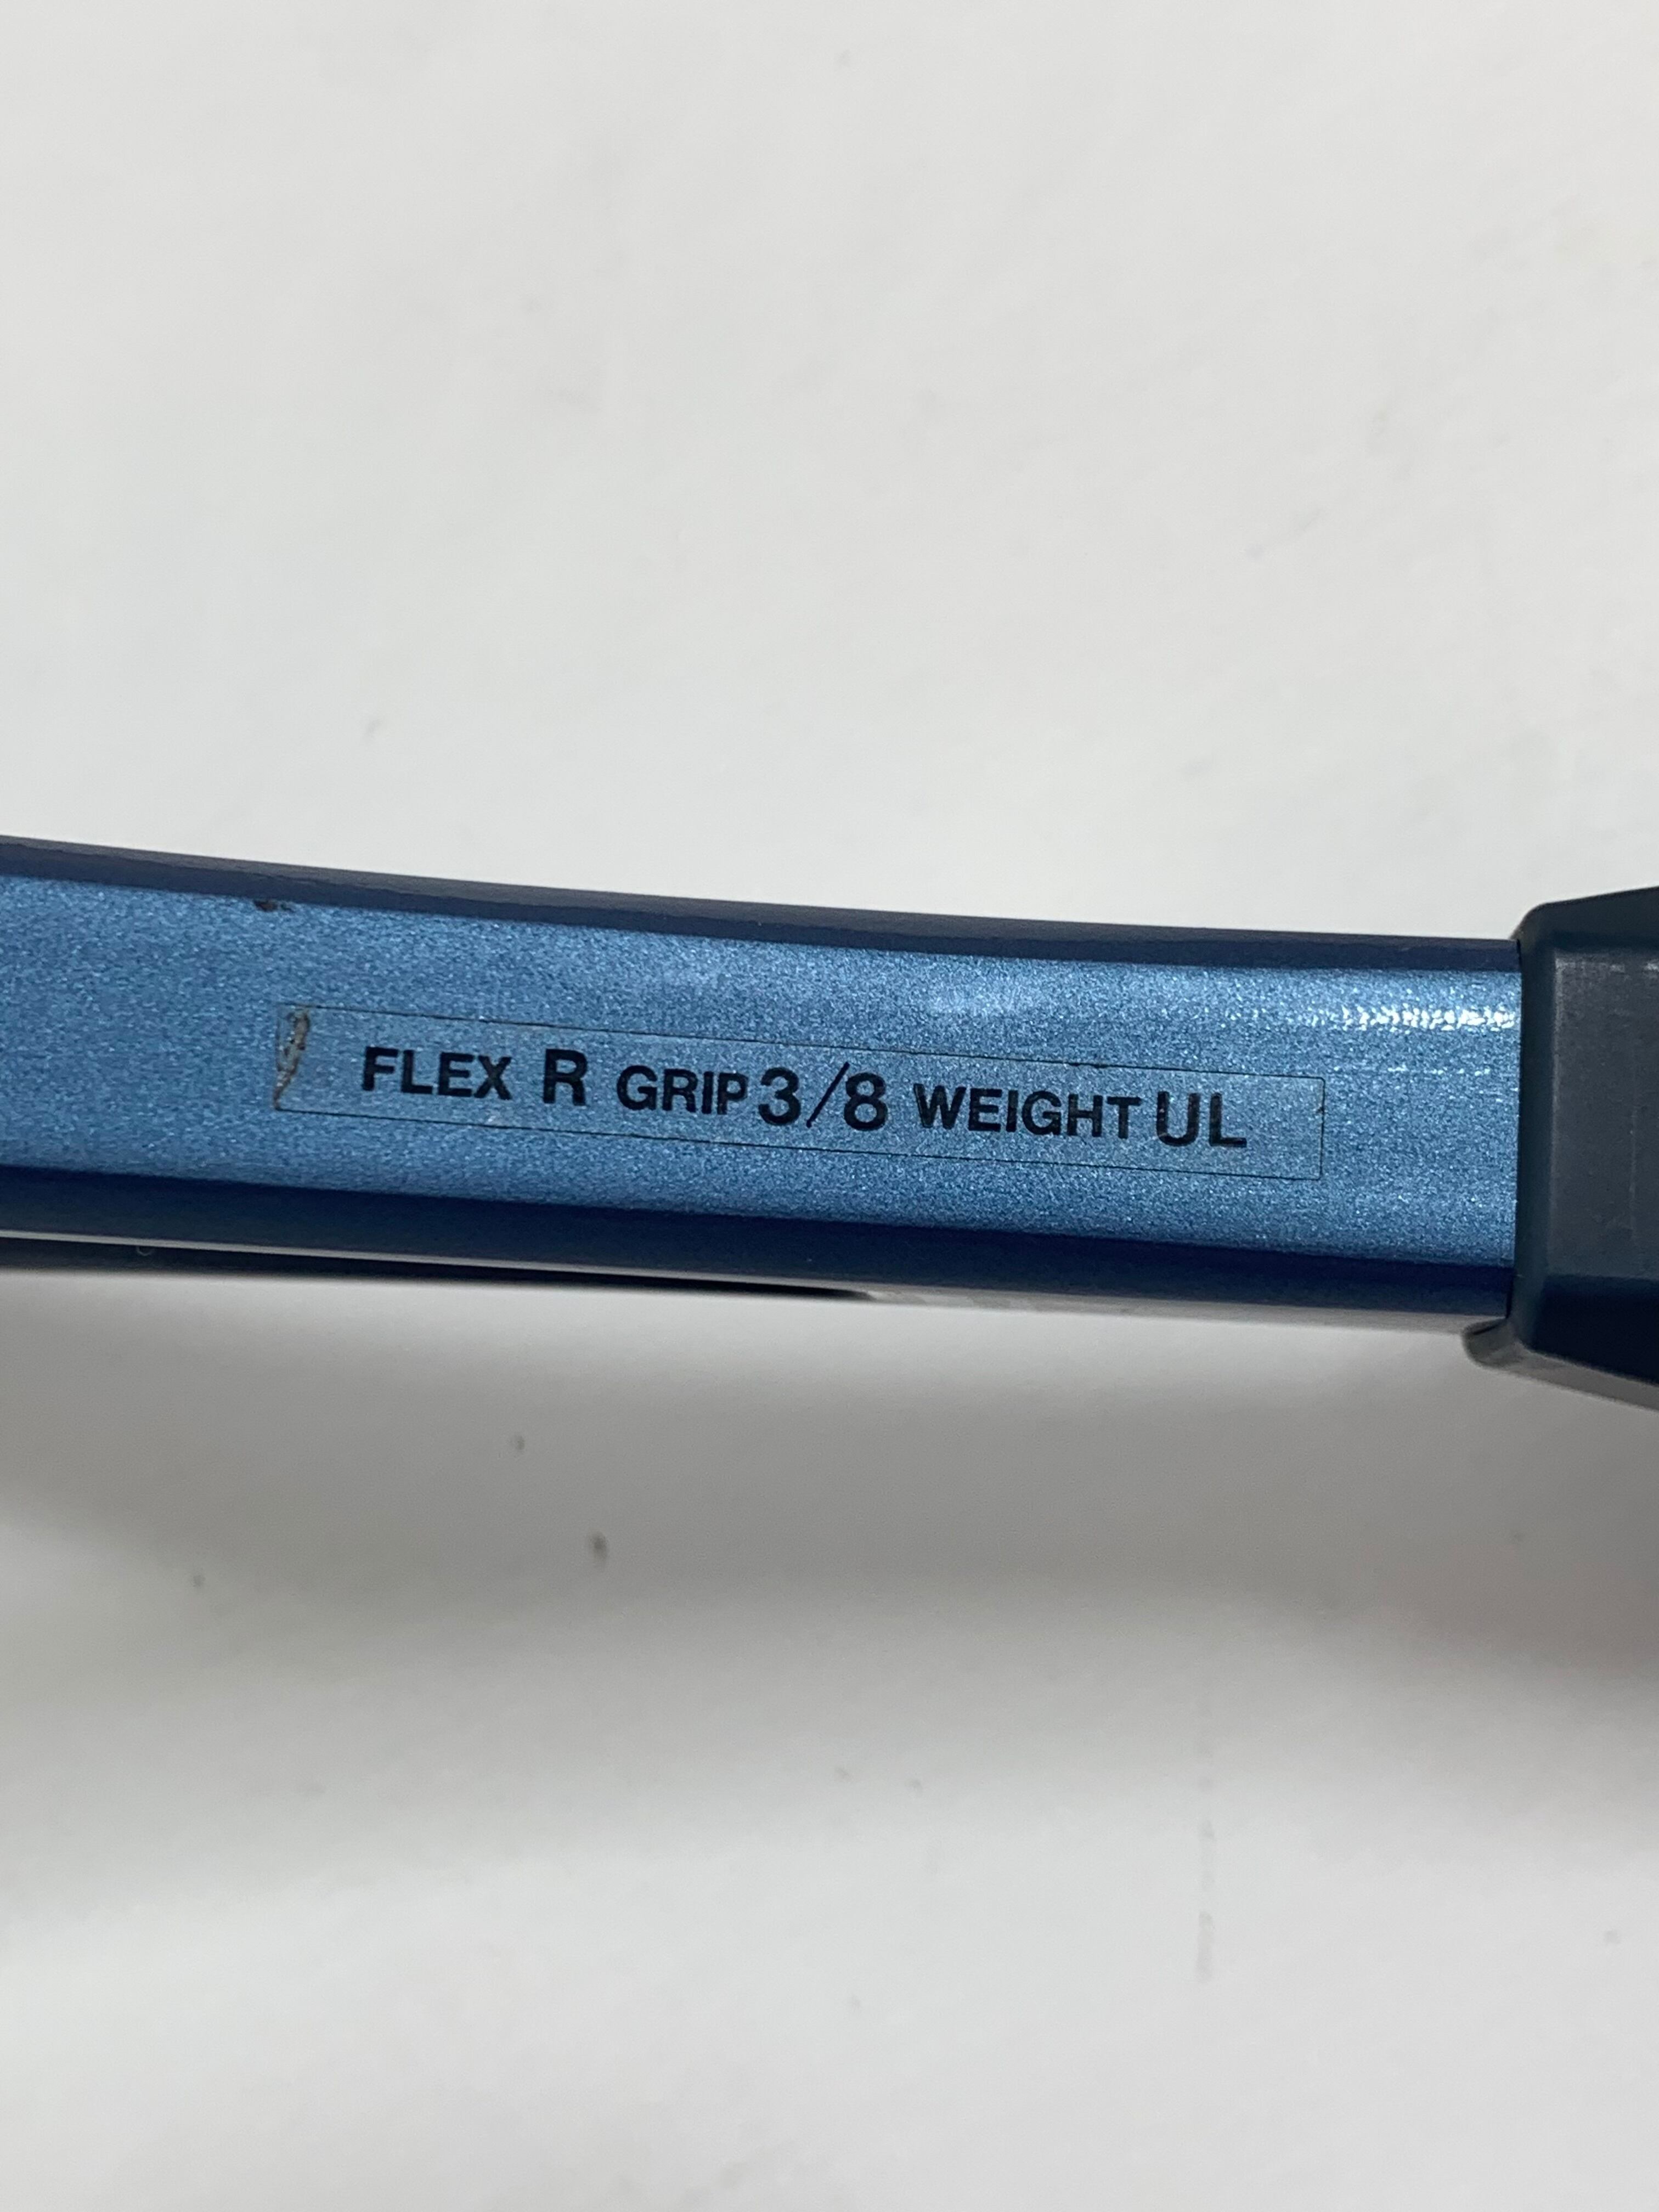 FLEX R GRIP 3/8 WEIGHT UL